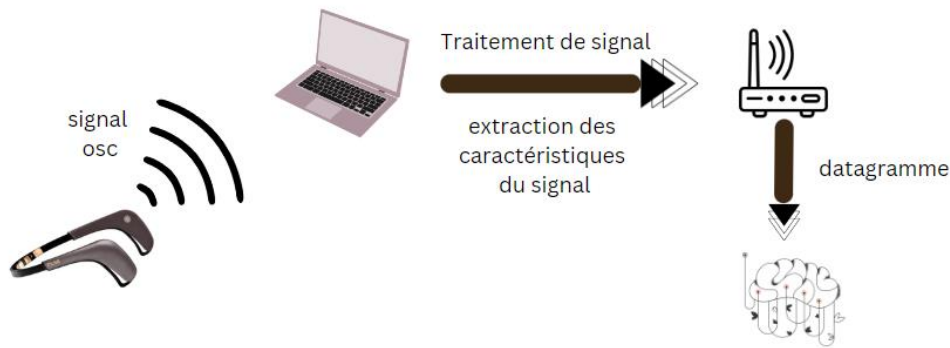 signal
osc
Traitement de signal
extraction des
caractéristiques
du signal
datagramme